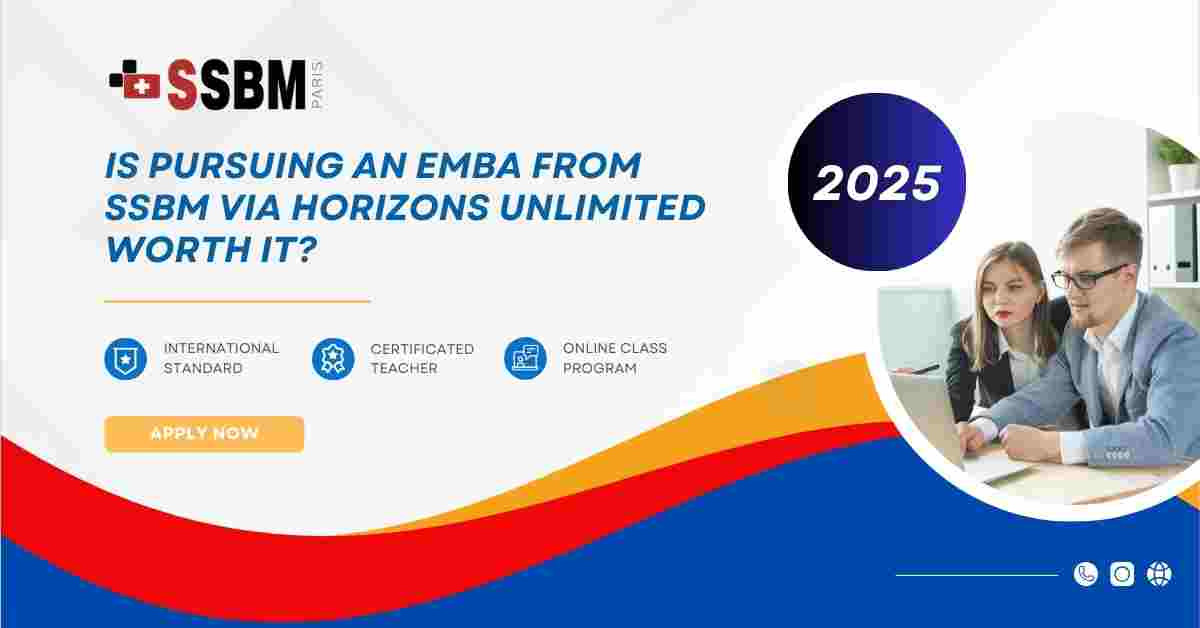 SSBM PARIS
IS PURSUING AN EMBA FROM
SSBM VIA HORIZONS UNLIMITED
WORTH IT?
2025
INTERNATIONAL
STANDARD
CERTIFICATED
TEACHER
ONLINE CLASS
PROGRAM
APPLY NOW